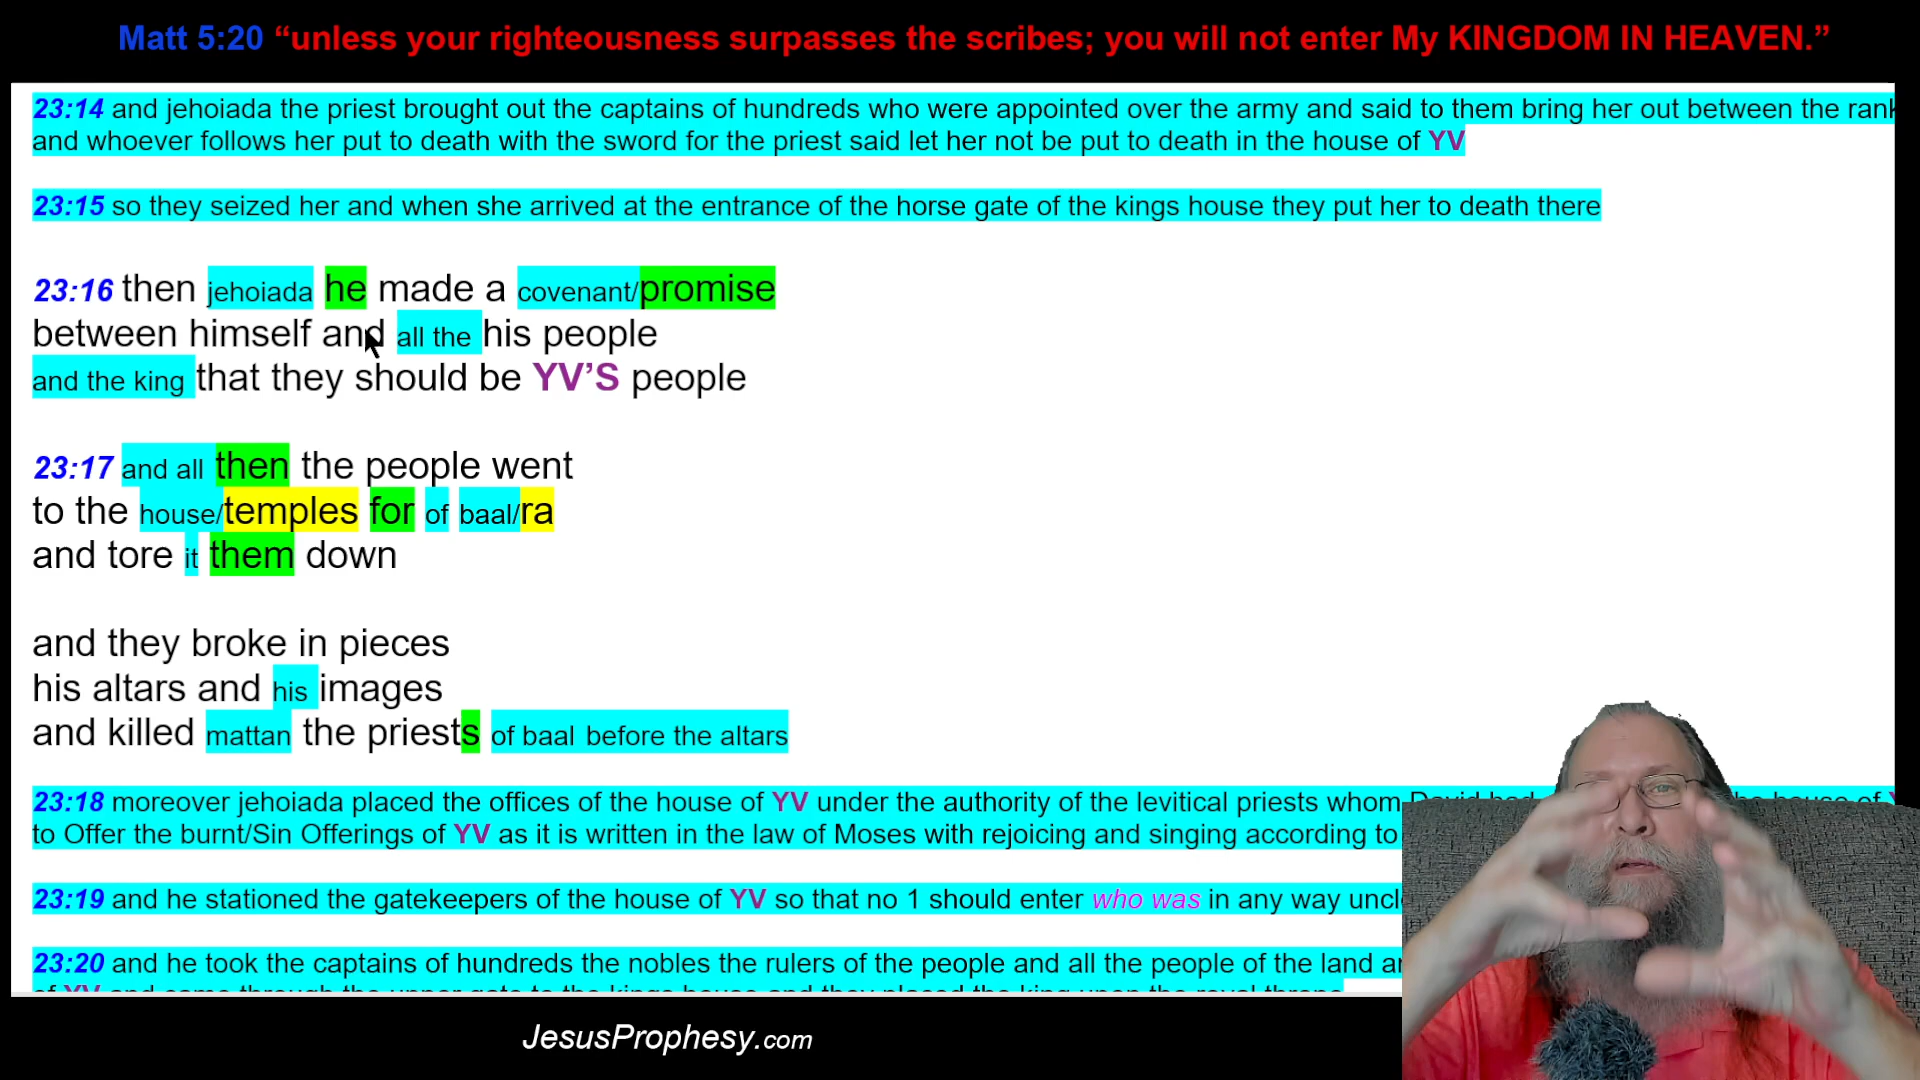 Matt 5:20 “unless your righteousness surpasses the scribes; you will not enter My KINGDOM IN HEAVEN.”
23:14 and jehoiada the priest brought out the captains of hundreds who were appointed over the army and said to them bring her out between the
and whoever follows her put to death with the sword for the priest said let her not be put to death in the house of YV
23:15 so they seized her and when she arrived at the entrance of the horse gate of the kings house they put her to death there
23:16 then jehoiada he made a covenant/promise
between himself and all the his people
and the king that they should be YV’S people
23:17 and all then the people went
to the house/temples for of baal/ra
and tore it them down
and they broke in pieces
his altars and his images
and killed mattan the priests of baal before the altars
23:18 moreover jehoiada placed the offices of the house of YV under the authority of the levitical priests whom
to Offer the burnt/Sin Offerings of YV as it is written in the law of Moses with rejoicing and singing according to
23:19 and he stationed the gatekeepers of the house of YV so that no 1 should enter who was in any way
23:20 and he took the captains of hundreds the nobles the rulers of the people and all the people of the land
JesusProphesy.com